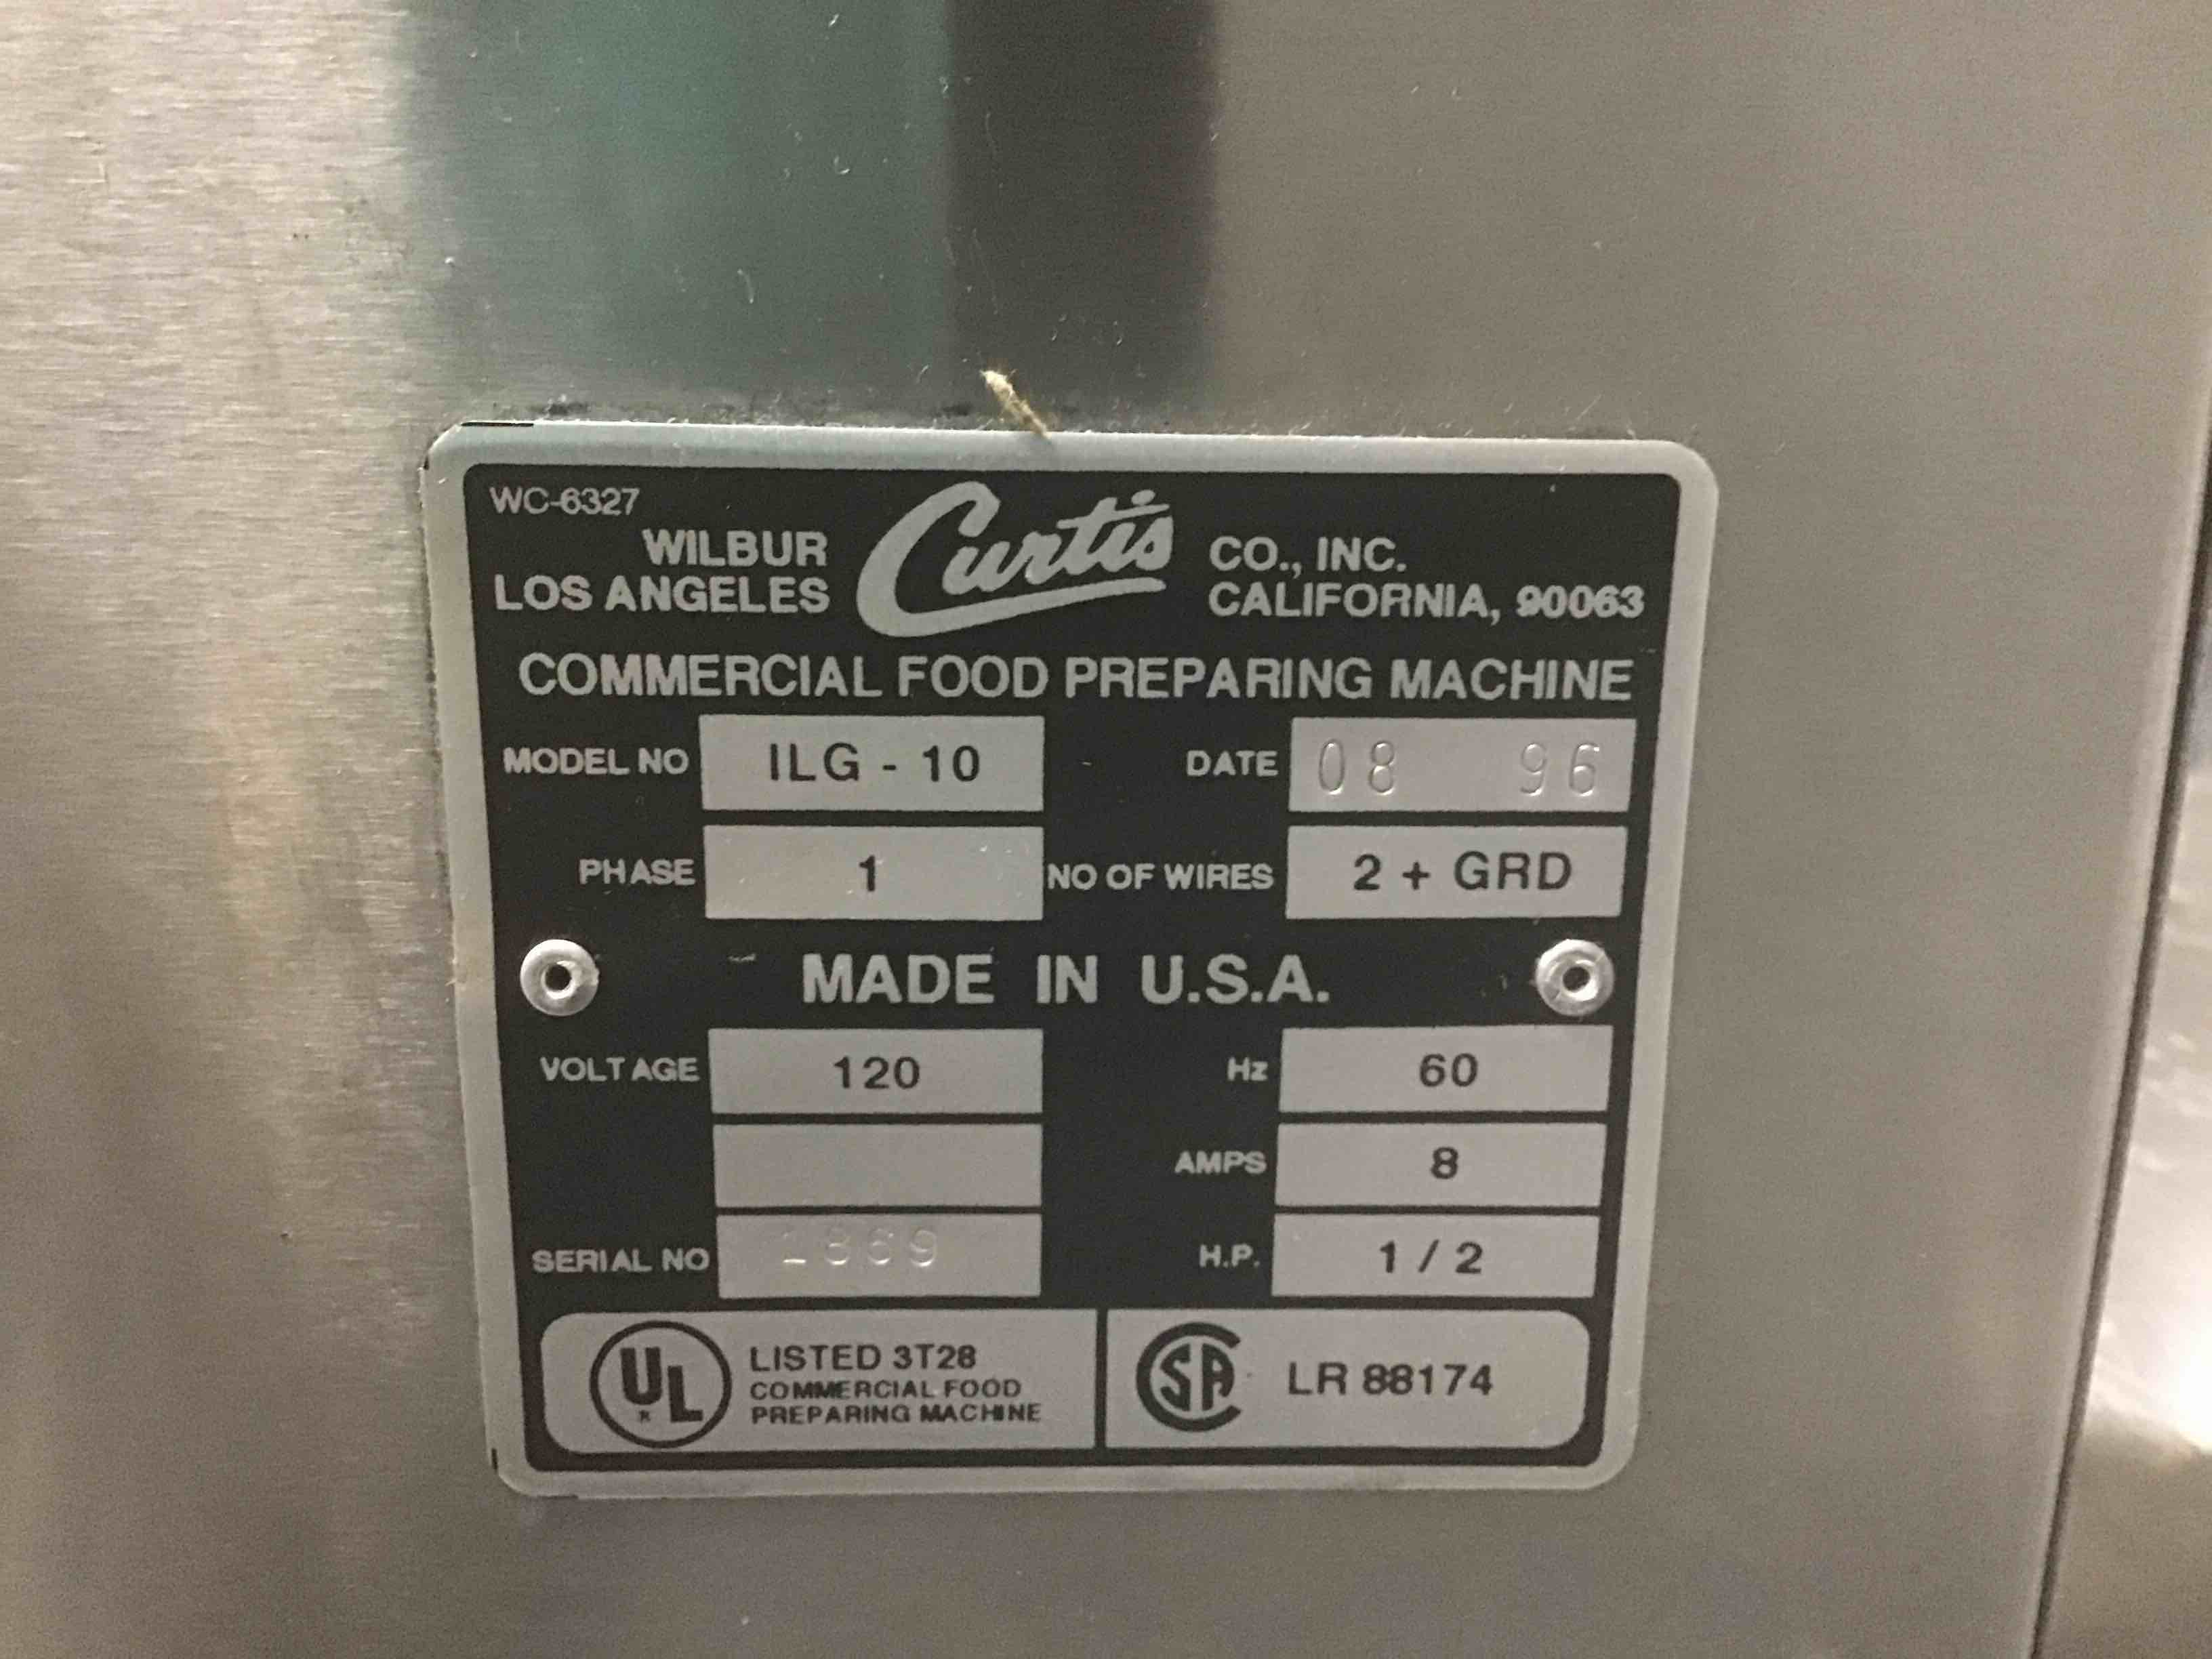 WC-6327
WILBUR Curtis CO., INC.
LOS ANGELES CALIFORNIA, 90063
COMMERCIAL FOOD PREPARING MACHINE
MODEL NO ILG - 10 DATE 08 96
PHASE 1 NO OF WIRES 2 + GRD
MADE IN U.S.A.
VOLTAGE 120 Hz 60
AMPS 8
SERIAL NO 1869 H.P. 1 / 2
UL LISTED 3T28
COMMERCIAL FOOD
PREPARING MACHINE
CSA LR 88174